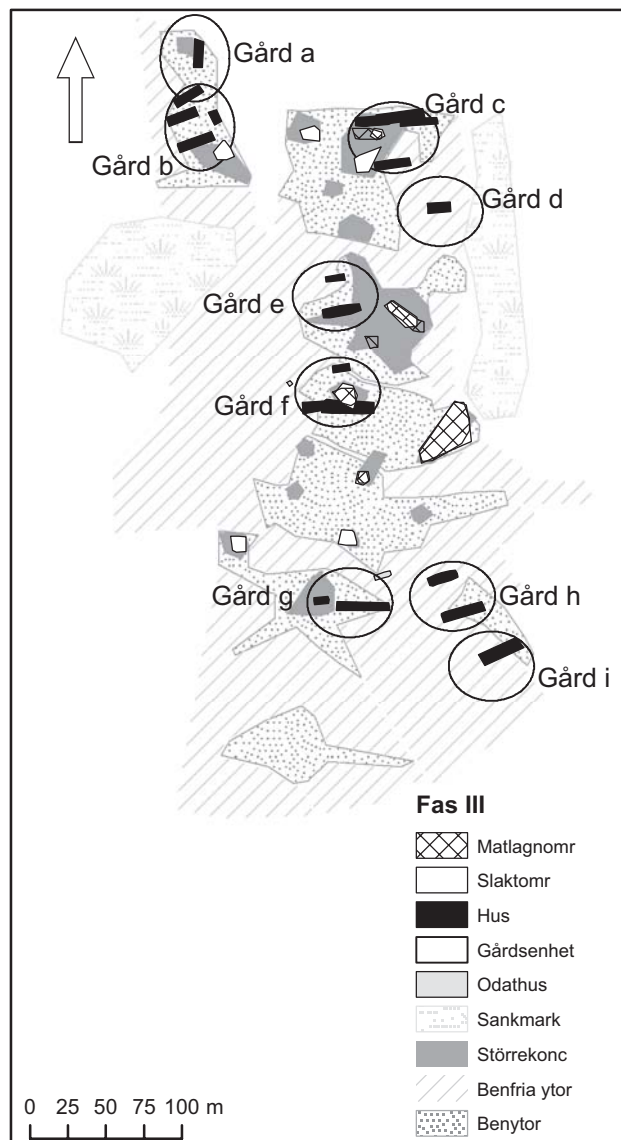 Gård a
Gård b
Gård c
Gård d
Gård e
Gård f
Gård g
Gård h
Gård i
Fas III
Matlagnomr
Slaktomr
Hus
Gårdsenhet
Odathus
Sankmark
Störrekonc
Benfria ytor
Benytor
0 25 50 75 100 m